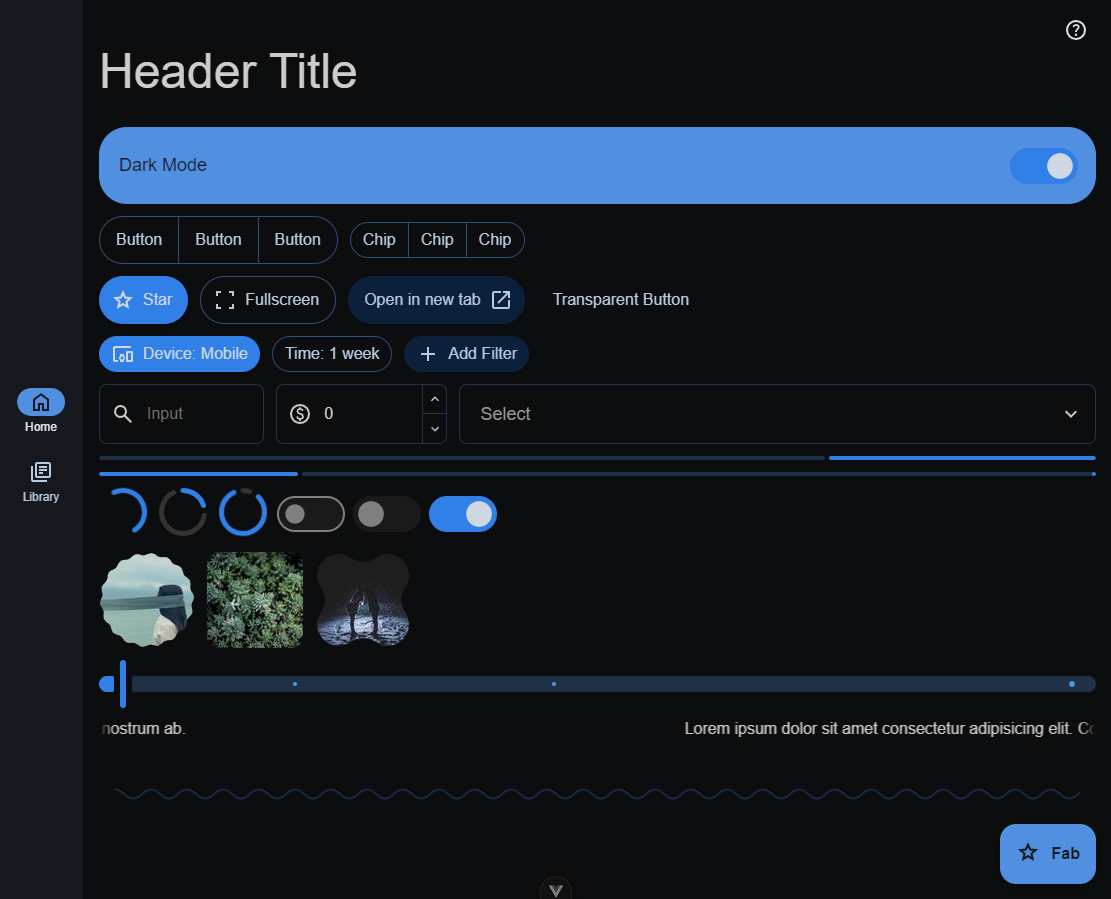 Header Title
Dark Mode
Button Button Button Chip Chip Chip
Star Fullscreen Open in new tab Transparent Button
Device: Mobile Time: 1 week Add Filter
Input 0 Select
Home
Library
nostrum ab. Lorem ipsum dolor sit amet consectetur adipisicing elit.
Fab